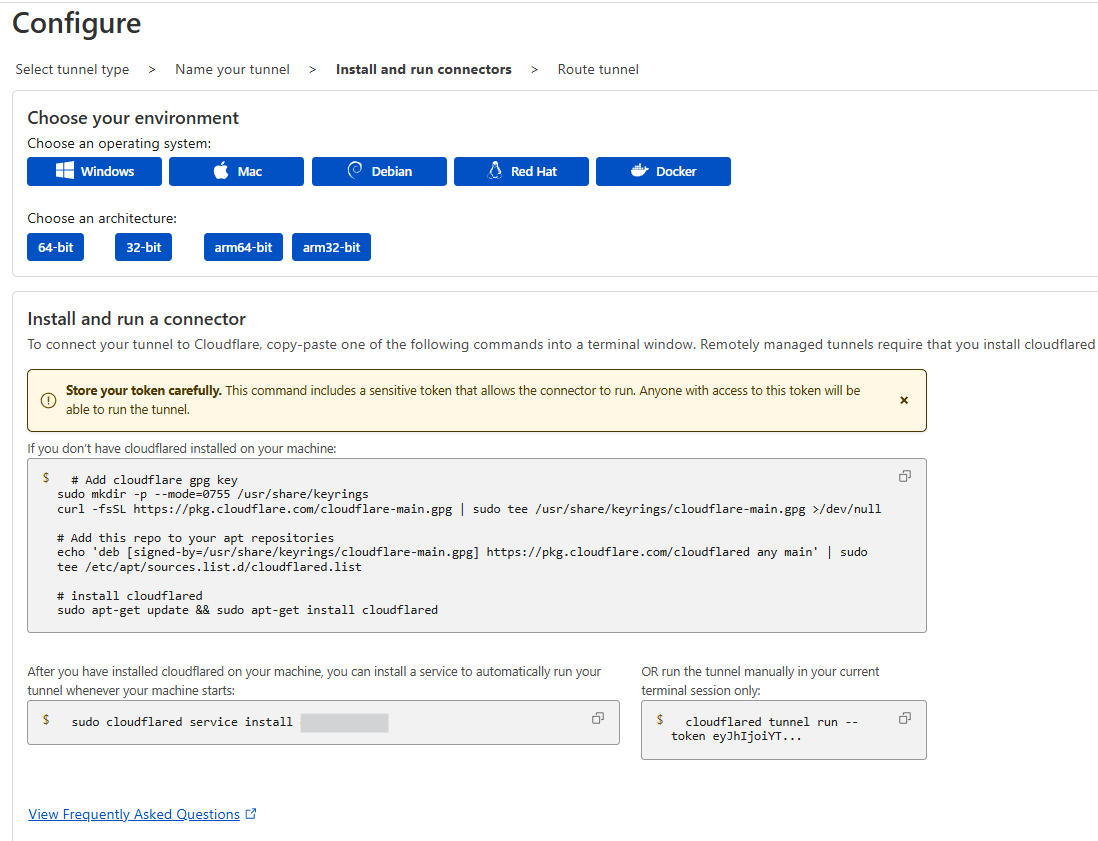 Configure
Select tunnel type > Name your tunnel > Install and run connectors > Route tunnel
Choose your environment
Choose an operating system:
Windows Mac Debian Red Hat Docker
Choose an architecture:
64-bit 32-bit arm64-bit arm32-bit
Install and run a connector
To connect your tunnel to Cloudflare, copy-paste one of the following commands into a terminal window. Remotely managed tunnels require that you install cloudflared
Store your token carefully. This command includes a sensitive token that allows the connector to run. Anyone with access to this token will be
able to run the tunnel.
If you don't have cloudflared installed on your machine:
$ # Add cloudflare gpg key
sudo mkdir -p --mode=0755 /usr/share/keyrings
curl -fsSL https://pkg.cloudflare.com/cloudflare-main.gpg | sudo tee /usr/share/keyrings/cloudflare-main.gpg >/dev/null
# Add this repo to your apt repositories
echo 'deb [signed-by=/usr/share/keyrings/cloudflare-main.gpg] https://pkg.cloudflare.com/cloudflared any main' | sudo
tee /etc/apt/sources.list.d/cloudflared.list
# install cloudflared
sudo apt-get update && sudo apt-get install cloudflared
After you have installed cloudflared on your machine, you can install a service to automatically run your
tunnel whenever your machine starts:
$ sudo cloudflared service install
OR run the tunnel manually in your current
terminal session only:
$ cloudflared tunnel run --
token eyJhIjoiYT...
View Frequently Asked Questions